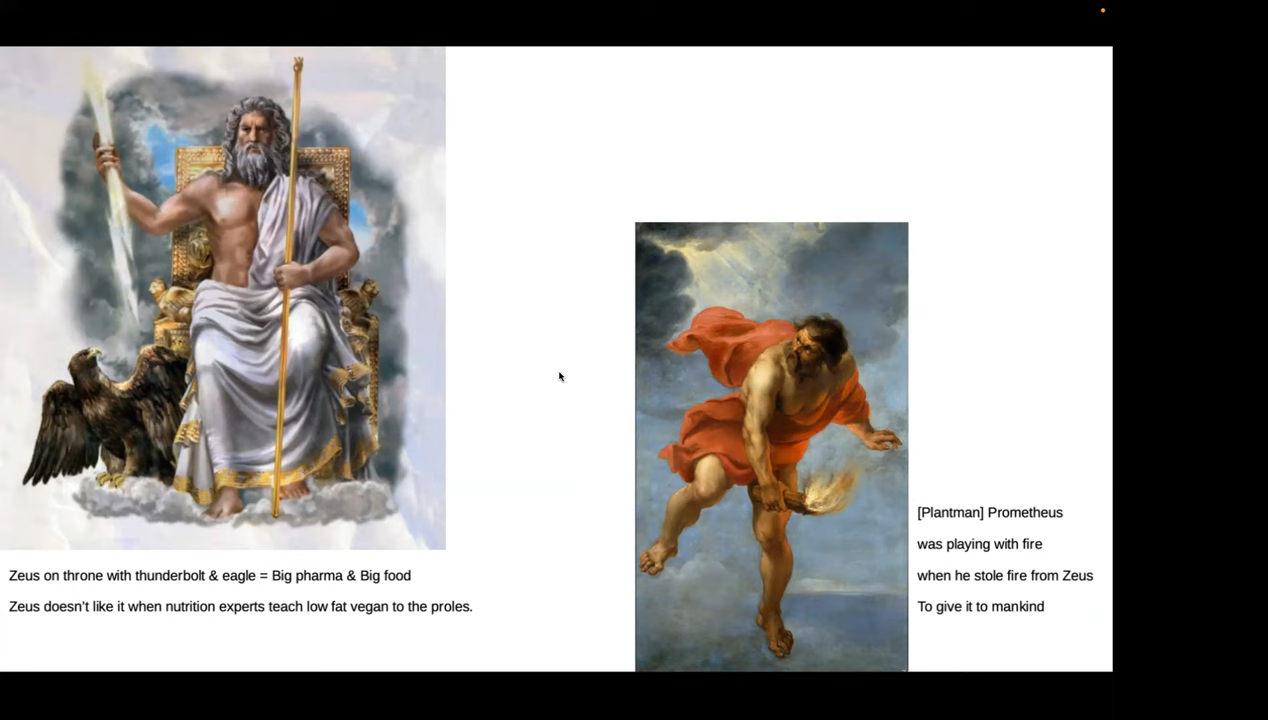 Zeus on throne with thunderbolt & eagle = Big pharma & Big food
Zeus doesn’t like it when nutrition experts teach low fat vegan to the proles.
[Plantman] Prometheus
was playing with fire
when he stole fire from Zeus
To give it to mankind